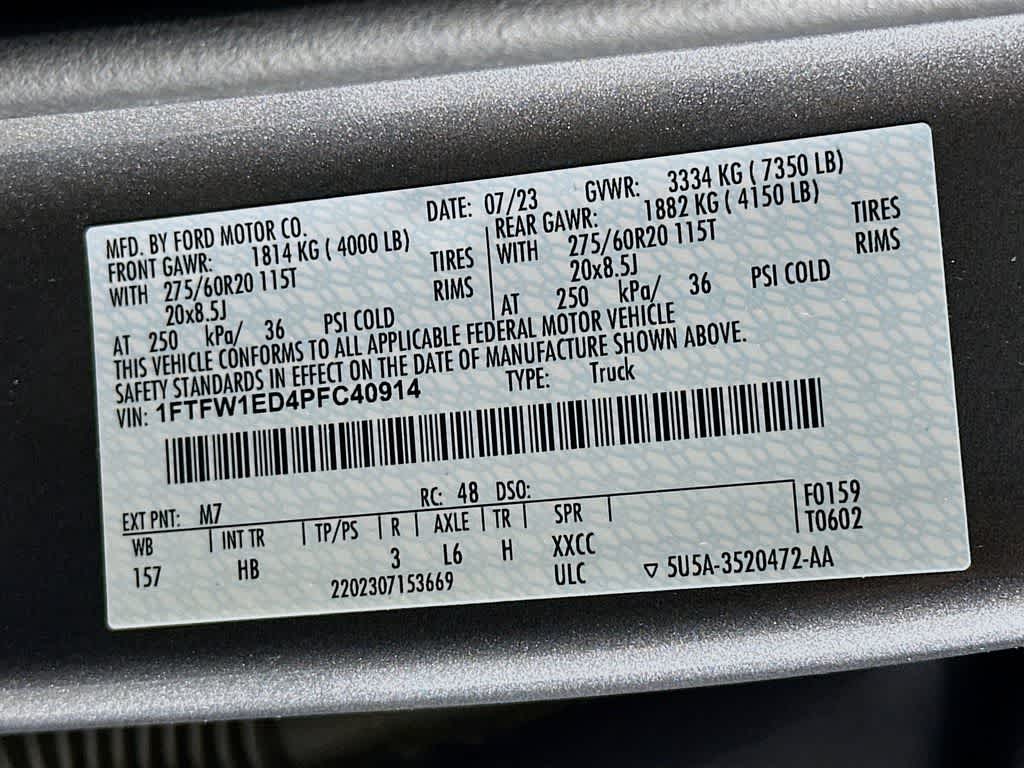 MFD. BY FORD MOTOR CO. DATE: 07/23 GVWR: 3334 KG ( 7350 LB)
FRONT GAWR: 1814 KG ( 4000 LB) REAR GAWR: 1882 KG ( 4150 LB)
WITH 275/60R20 115T TIRES WITH 275/60R20 115T TIRES
20x8.5J RIMS 20x8.5J RIMS
AT 250 kPa/ 36 PSI COLD AT 250 kPa/ 36 PSI COLD
THIS VEHICLE CONFORMS TO ALL APPLICABLE FEDERAL MOTOR VEHICLE
SAFETY STANDARDS IN EFFECT ON THE DATE OF MANUFACTURE SHOWN ABOVE.
VIN: 1FTFW1ED4PFC40914 TYPE: Truck
EXT PNT: M7 RC: 48 DSO:
WB INT TR TP/PS R AXLE TR SPR F0159
157 HB 3 L6 H XXCC T0602
2202307153669 ULC ▽ 5U5A-3520472-AA